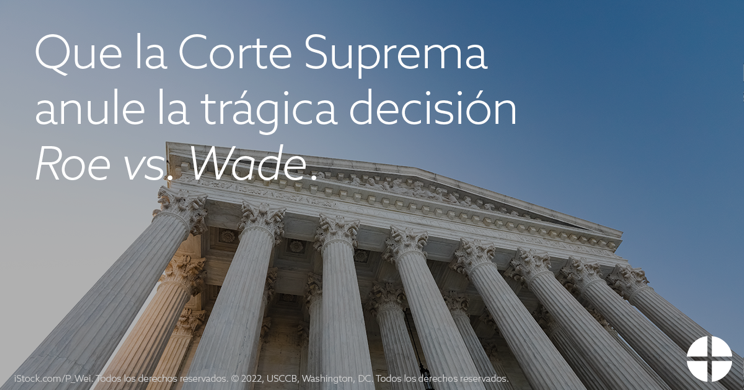 Que la Corte Suprema
anule la trágica decisión
Roe vs. Wade.
iStock.com/P_Wei. Todos los derechos reservados. © 2022, USCCB, Washington, DC. Todos los derechos reservados.